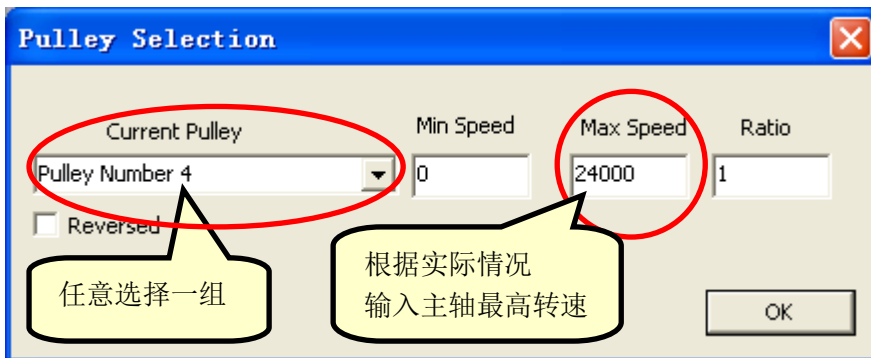 Pulley Selection
Current Pulley
Min Speed
Max Speed
Ratio
Pulley Number 4
0
24000
1
Reversed
任意选择一组
根据实际情况
输入主轴最高转速
OK